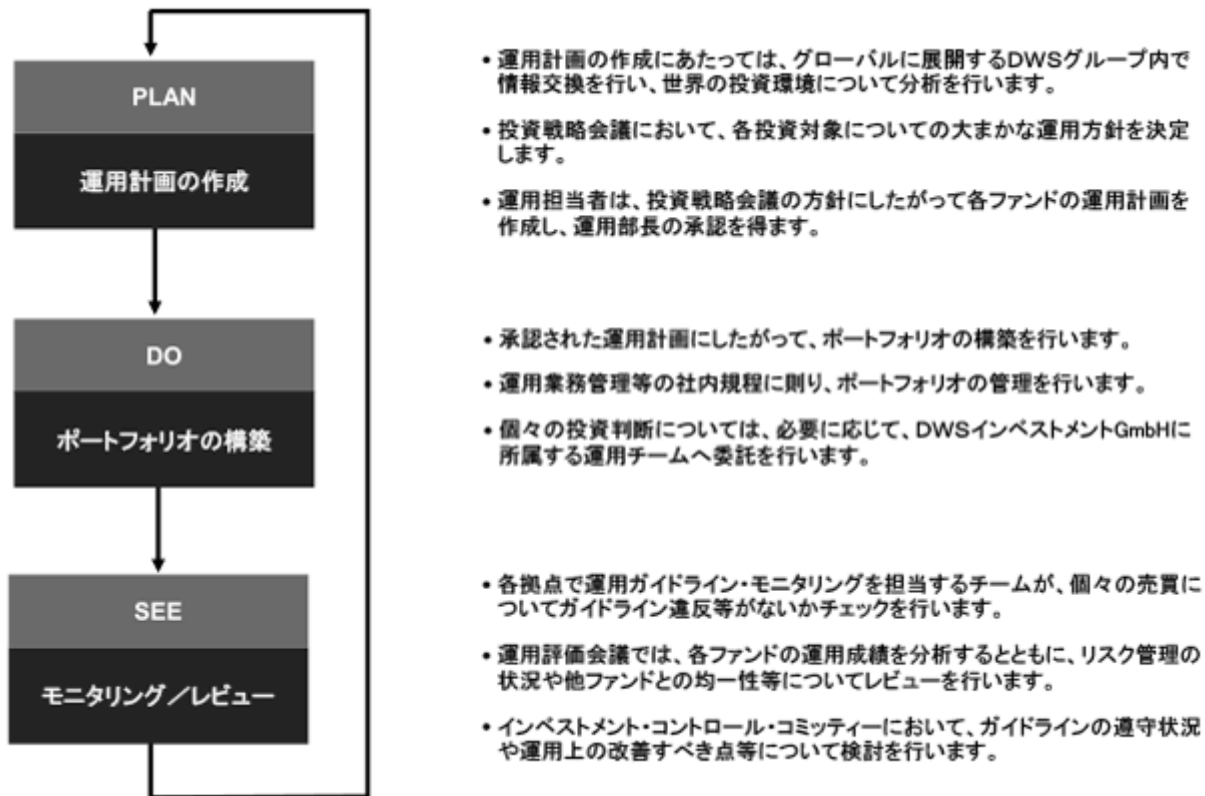 PLAN
運用計画の作成
• 運用計画の作成にあたっては、グローバルに展開するDWSグループ内で
情報交換を行い、世界の投資環境について分析を行います。
• 投資戦略会議において、各投資対象についての大まかな運用方針を決定
します。
• 運用担当者は、投資戦略会議の方針にしたがって各ファンドの運用計画を
作成し、運用部長の承認を得ます。
DO
ポートフォリオの構築
• 承認された運用計画にしたがって、ポートフォリオの構築を行います。
• 運用業務管理等の社内規程に則り、ポートフォリオの管理を行います。
• 個々の投資判断については、必要に応じて、DWSインベストメントGmbHに
所属する運用チームへ委託を行います。
SEE
モニタリング／レビュー
• 各拠点で運用ガイドライン・モニタリングを担当するチームが、個々の売買に
ついてガイドライン違反等がないかチェックを行います。
• 運用評価会議では、各ファンドの運用成績を分析するとともに、リスク管理の
状況や他ファンドとの均一性等についてレビューを行います。
• インベストメント・コントロール・コミッティーにおいて、ガイドラインの遵守状況
や運用上の改善すべき点等について検討を行います。